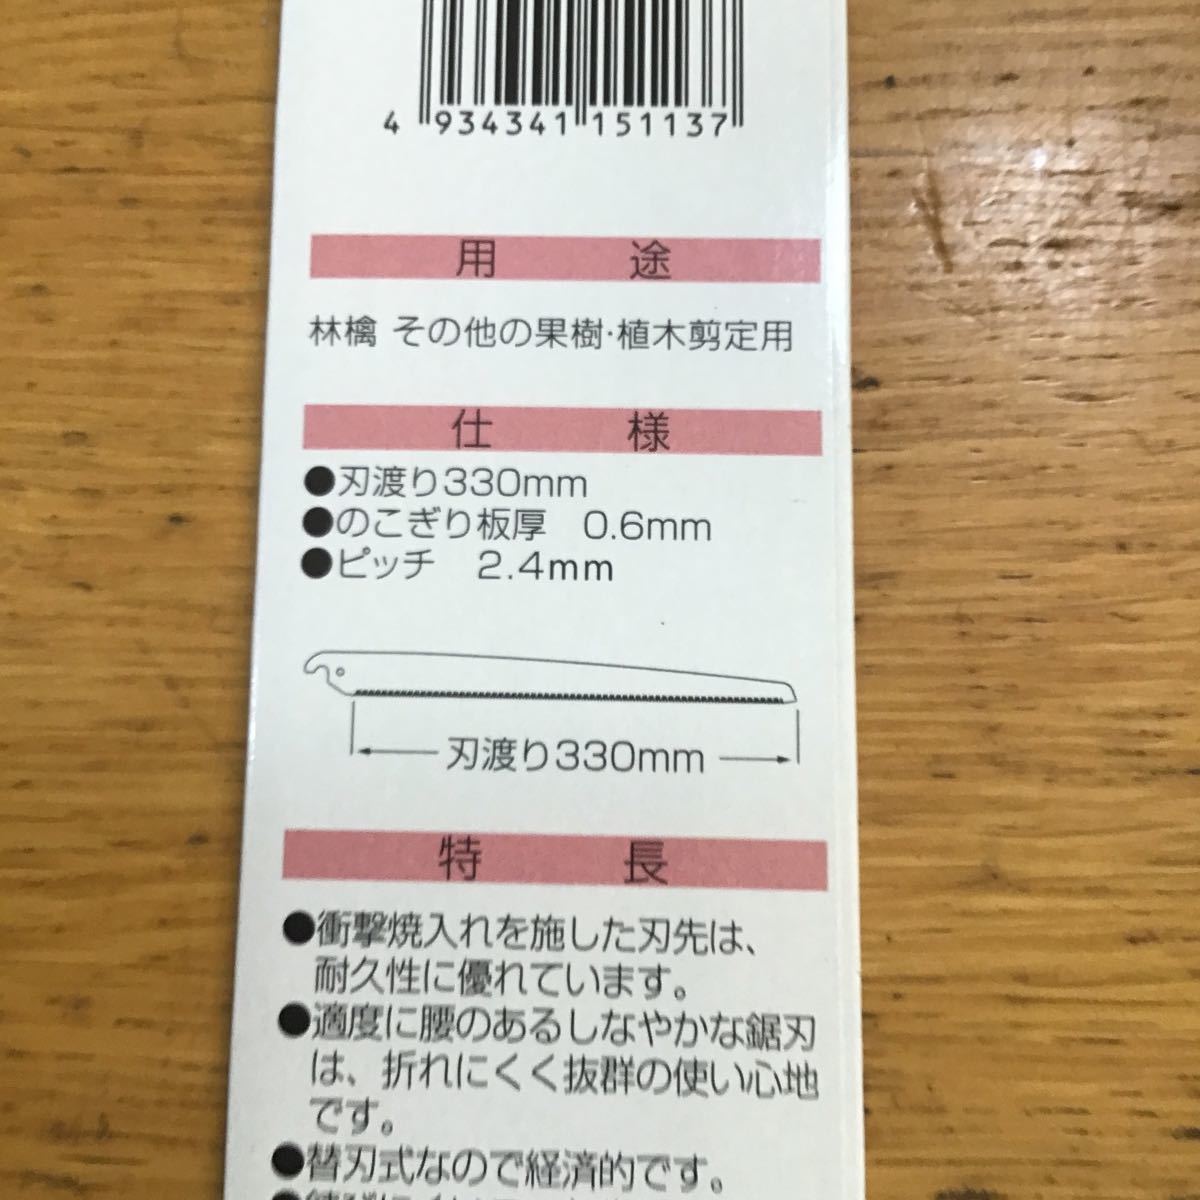 4 934341 151137
用途
林檎 その他の果樹・植木剪定用
仕様
●刃渡り330mm
●のこぎり板厚 0.6mm
●ピッチ 2.4mm
刃渡り330mm
特長
●衝撃焼入れを施した刃先は、
耐久性に優れています。
●適度に腰のあるしなやかな鋸刃
は、折れにくく抜群の使い心地
です。
●替刃式なので経済的です。